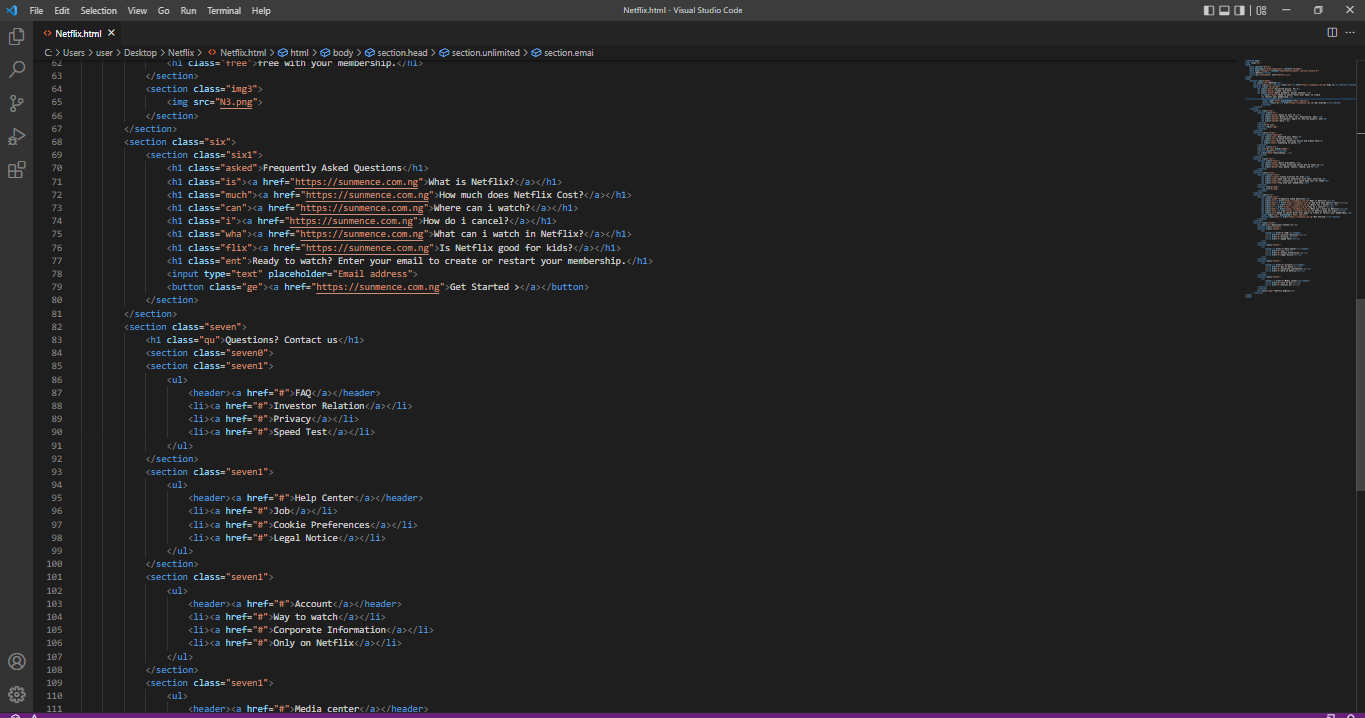 File Edit Selection View Go Run Terminal Help Netflix.html - Visual Studio Code
Netflix.html
C: > Users > user > Desktop > Netflix > Netflix.html > html > body > section.head > section.unlimited > section.emai
62 <h1 class="free">free with your membership.</h1>
63 </section>
64 <section class="img3">
65 <img src="N3.png">
66 </section>
67 </section>
68 <section class="six">
69 <section class="six1">
70 <h1 class="asked">Frequently Asked Questions</h1>
71 <h1 class="is"><a href="https://sunmence.com.ng">What is Netflix?</a></h1>
72 <h1 class="much"><a href="https://sunmence.com.ng">How much does Netflix Cost?</a></h1>
73 <h1 class="can"><a href="https://sunmence.com.ng">Where can i watch?</a></h1>
74 <h1 class="i"><a href="https://sunmence.com.ng">How do i cancel?</a></h1>
75 <h1 class="wha"><a href="https://sunmence.com.ng">What can i watch in Netflix?</a></h1>
76 <h1 class="flix"><a href="https://sunmence.com.ng">Is Netflix good for kids?</a></h1>
77 <h1 class="ent">Ready to watch? Enter your email to create or restart your membership.</h1>
78 <input type="text" placeholder="Email address">
79 <button class="ge"><a href="https://sunmence.com.ng">Get Started ></a></button>
80 </section>
81 </section>
82 <section class="seven">
83 <h1 class="qu">Questions? Contact us</h1>
84 <section class="seven0">
85 <section class="seven1">
86 <ul>
87 <header><a href="#">FAQ</a></header>
88 <li><a href="#">Investor Relation</a></li>
89 <li><a href="#">Privacy</a></li>
90 <li><a href="#">Speed Test</a></li>
91 </ul>
92 </section>
93 <section class="seven1">
94 <ul>
95 <header><a href="#">Help Center</a></header>
96 <li><a href="#">Job</a></li>
97 <li><a href="#">Cookie Preferences</a></li>
98 <li><a href="#">Legal Notice</a></li>
99 </ul>
100 </section>
101 <section class="seven1">
102 <ul>
103 <header><a href="#">Account</a></header>
104 <li><a href="#">Way to watch</a></li>
105 <li><a href="#">Corporate Information</a></li>
106 <li><a href="#">Only on Netflix</a></li>
107 </ul>
108 </section>
109 <section class="seven1">
110 <ul>
111 <header><a href="#">Media center</a></header>